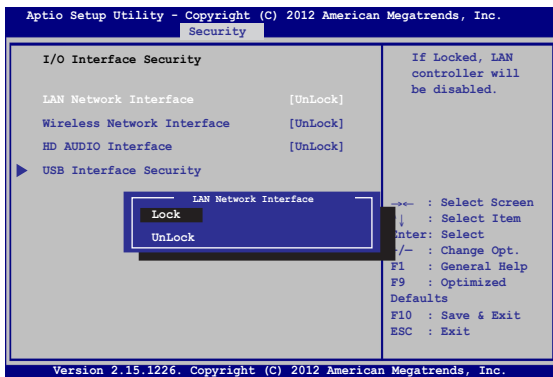 Aptio Setup Utility - Copyright (C) 2012 American Megatrends, Inc.
Security
I/O Interface Security
LAN Network Interface [UnLock]
Wireless Network Interface [UnLock]
HD AUDIO Interface [UnLock]
USB Interface Security
If Locked, LAN
controller will
be disabled.
LAN Network Interface
Lock
UnLock
→← : Select Screen
↓ : Select Item
Enter: Select
/— : Change Opt.
F1 : General Help
F9 : Optimized
Defaults
F10 : Save & Exit
ESC : Exit
Version 2.15.1226. Copyright (C) 2012 American Megatrends, Inc.